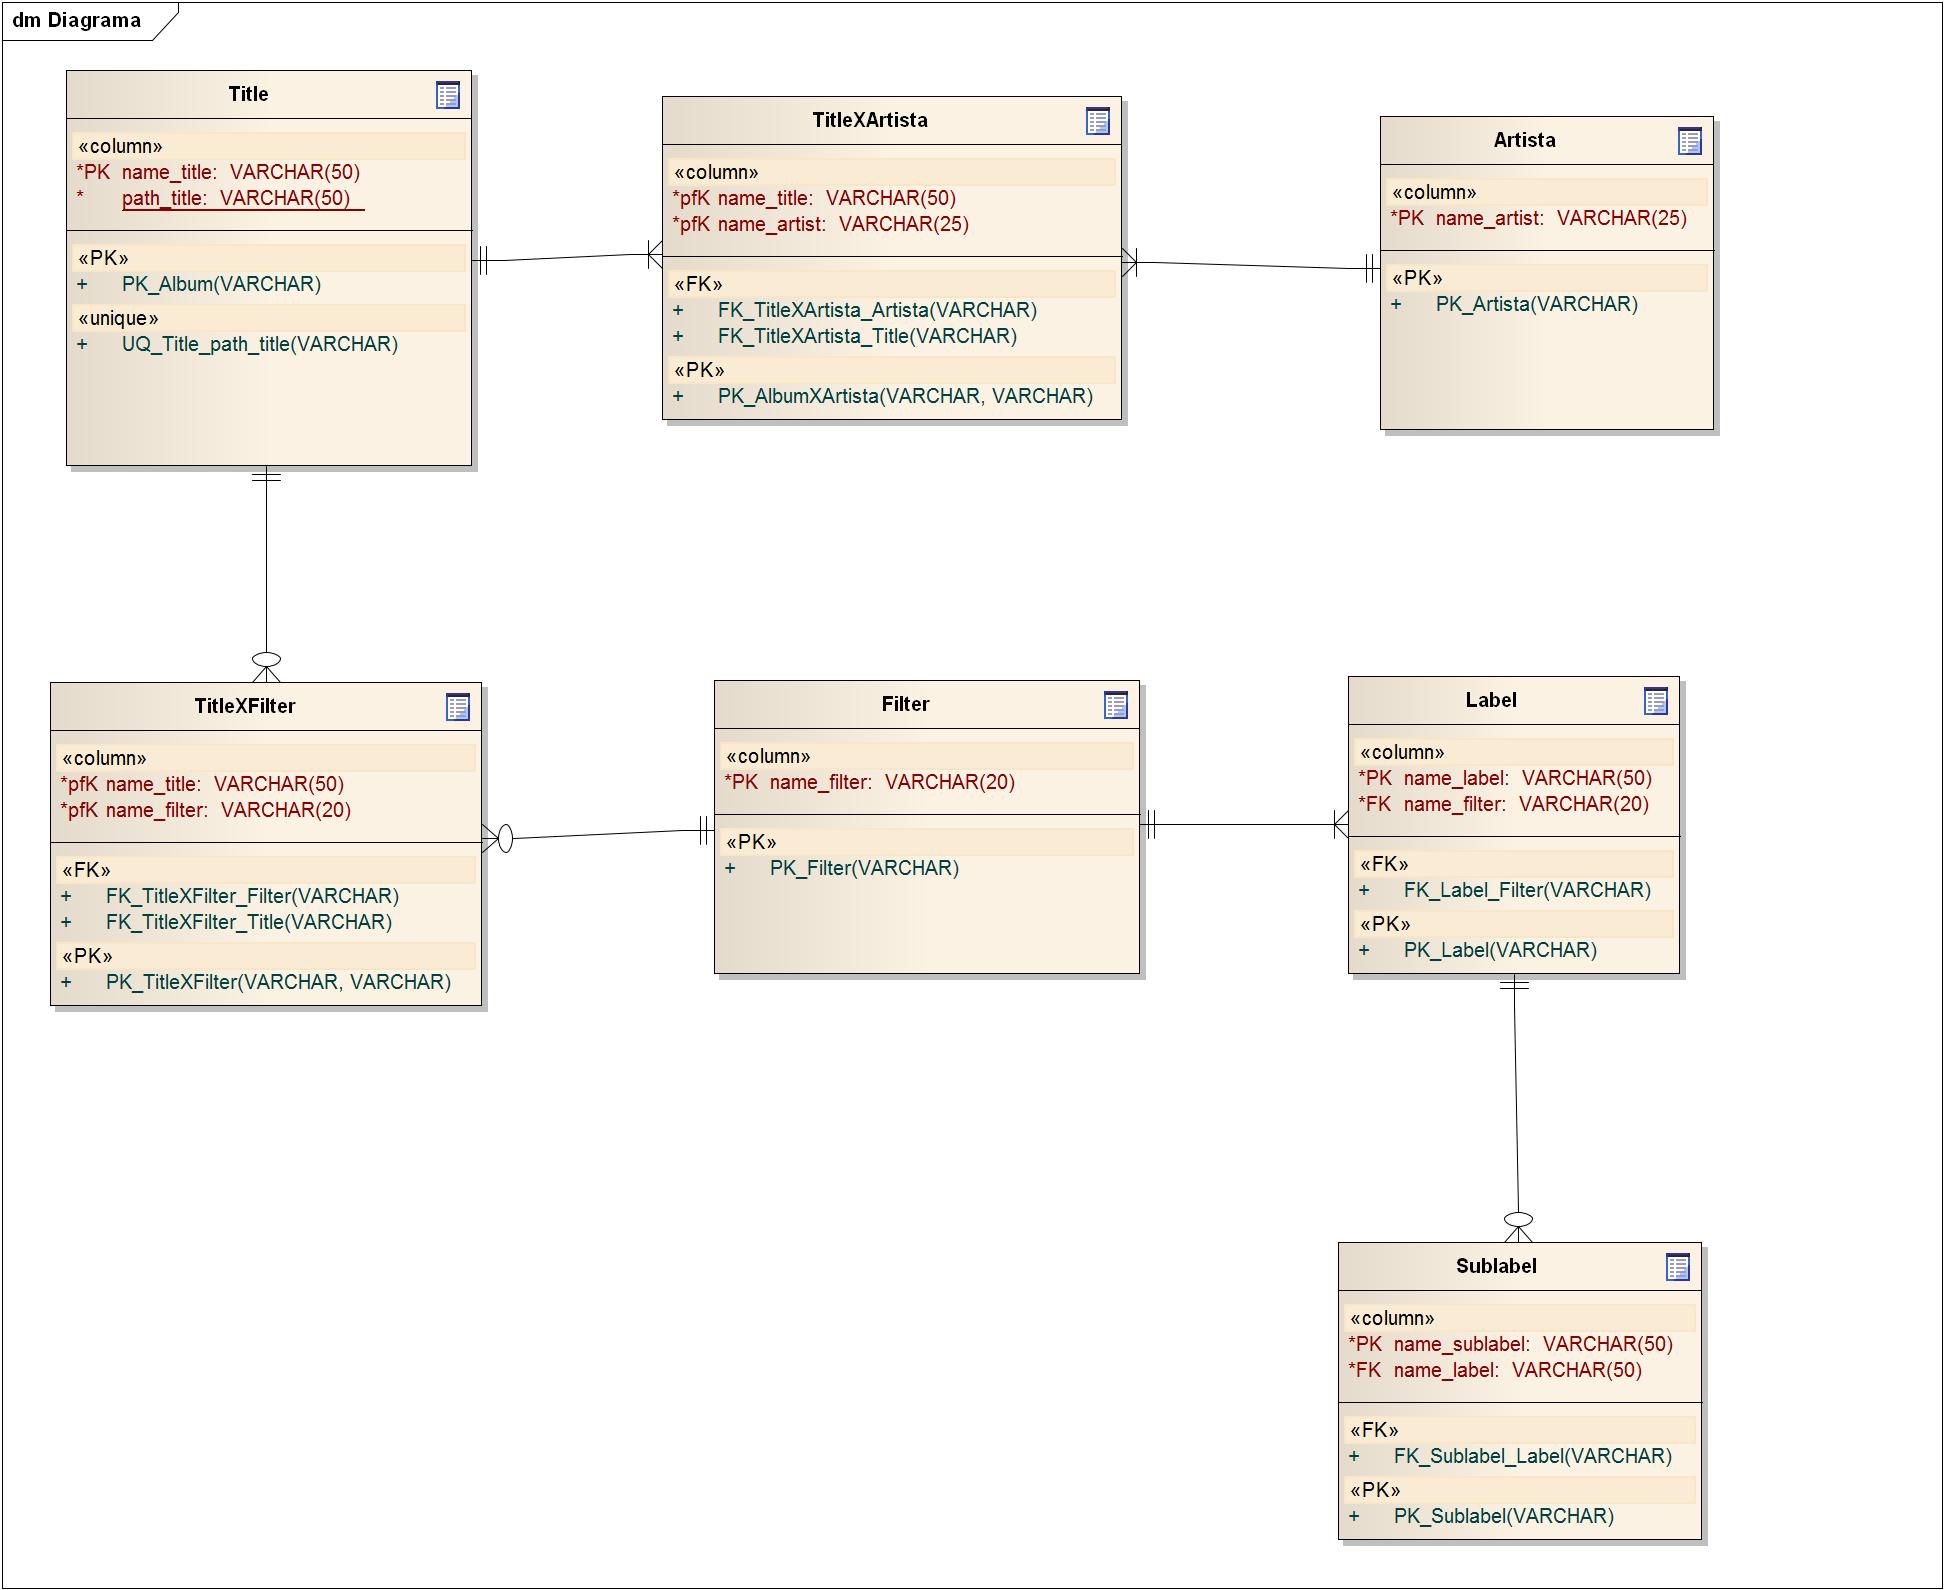 dm Diagrama
Title
«column»
*PK name_title: VARCHAR(50)
* path_title: VARCHAR(50)
«PK»
+ PK_Album(VARCHAR)
«unique»
+ UQ_Title_path_title(VARCHAR)
TitleXArtista
«column»
*pfK name_title: VARCHAR(50)
*pfK name_artist: VARCHAR(25)
«FK»
+ FK_TitleXArtista_Artista(VARCHAR)
+ FK_TitleXArtista_Title(VARCHAR)
«PK»
+ PK_AlbumXArtista(VARCHAR, VARCHAR)
Artista
«column»
*PK name_artist: VARCHAR(25)
«PK»
+ PK_Artista(VARCHAR)
TitleXFilter
«column»
*pfK name_title: VARCHAR(50)
*pfK name_filter: VARCHAR(20)
«FK»
+ FK_TitleXFilter_Filter(VARCHAR)
+ FK_TitleXFilter_Title(VARCHAR)
«PK»
+ PK_TitleXFilter(VARCHAR, VARCHAR)
Filter
«column»
*PK name_filter: VARCHAR(20)
«PK»
+ PK_Filter(VARCHAR)
Label
«column»
*PK name_label: VARCHAR(50)
*FK name_filter: VARCHAR(20)
«FK»
+ FK_Label_Filter(VARCHAR)
«PK»
+ PK_Label(VARCHAR)
Sublabel
«column»
*PK name_sublabel: VARCHAR(50)
*FK name_label: VARCHAR(50)
«FK»
+ FK_Sublabel_Label(VARCHAR)
«PK»
+ PK_Sublabel(VARCHAR)